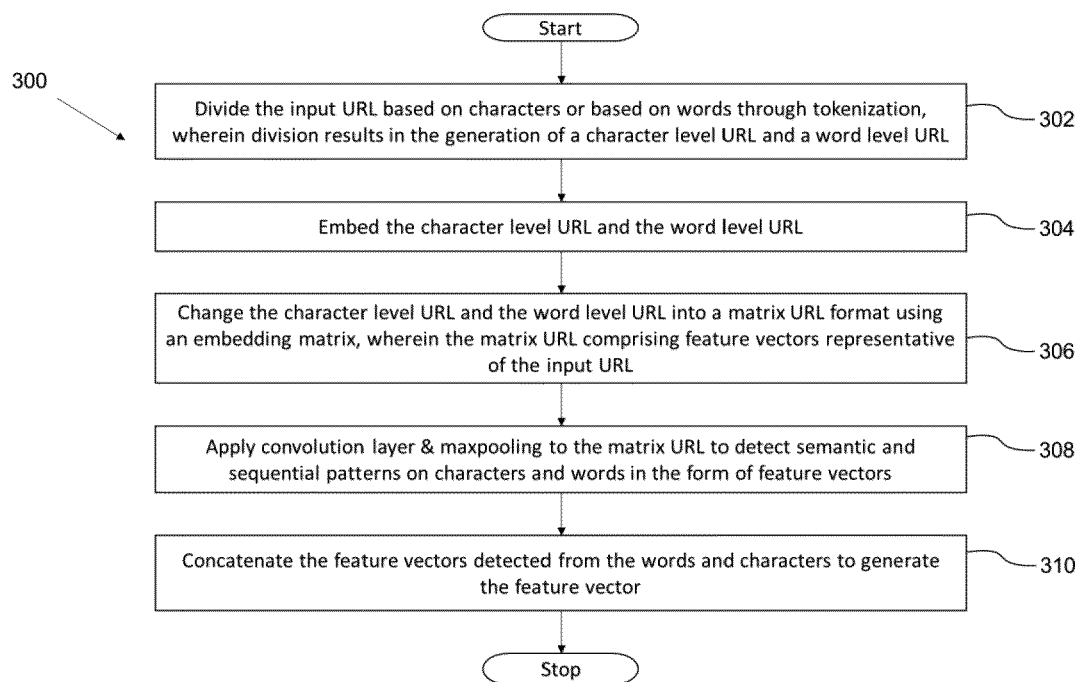 Start
300
Divide the input URL based on characters or based on words through tokenization,
wherein division results in the generation of a character level URL and a word level URL
302
Embed the character level URL and the word level URL
304
Change the character level URL and the word level URL into a matrix URL format using
an embedding matrix, wherein the matrix URL comprising feature vectors representative
of the input URL
306
Apply convolution layer & maxpooling to the matrix URL to detect semantic and
sequential patterns on characters and words in the form of feature vectors
308
Concatenate the feature vectors detected from the words and characters to generate
the feature vector
310
Stop